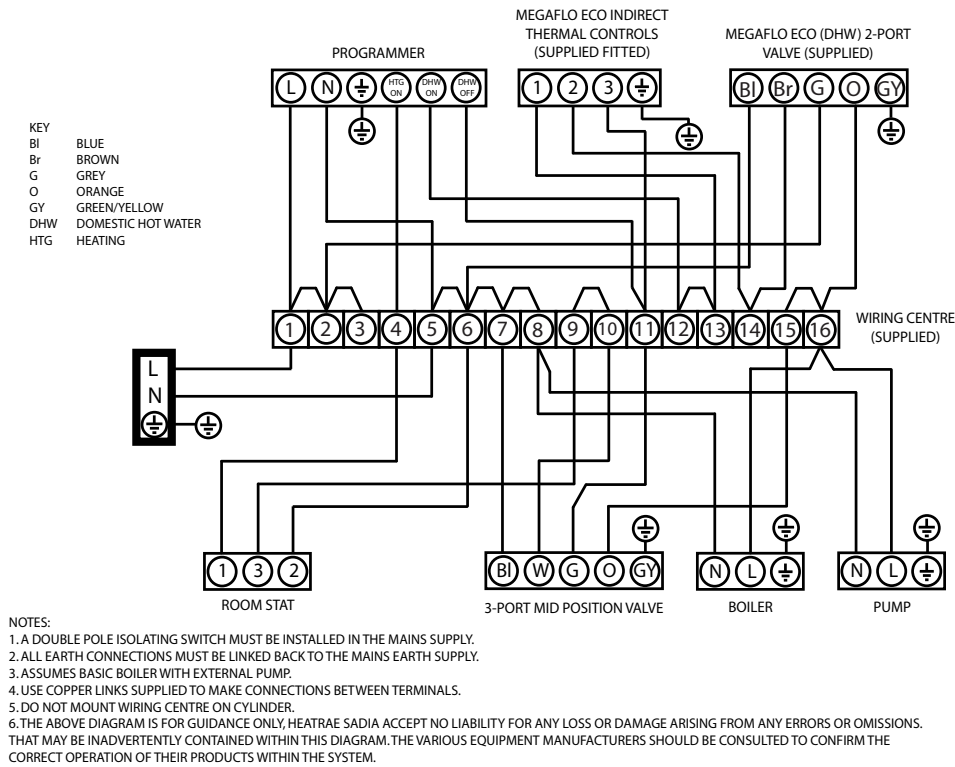 MEGAFLO ECO INDIRECT
THERMAL CONTROLS
(SUPPLIED FITTED)
MEGAFLO ECO (DHW) 2-PORT
VALVE (SUPPLIED)
PROGRAMMER
L N HTG ON DHW ON DHW OFF
1 2 3
Bl Br G O GY
KEY
Bl BLUE
Br BROWN
G GREY
O ORANGE
GY GREEN/YELLOW
DHW DOMESTIC HOT WATER
HTG HEATING
1 2 3 4 5 6 7 8 9 10 11 12 13 14 15 16
WIRING CENTRE
(SUPPLIED)
L
N
1 3 2
Bl W G O GY
N L
N L
ROOM STAT
3-PORT MID POSITION VALVE
BOILER
PUMP
NOTES:
1. A DOUBLE POLE ISOLATING SWITCH MUST BE INSTALLED IN THE MAINS SUPPLY.
2. ALL EARTH CONNECTIONS MUST BE LINKED BACK TO THE MAINS EARTH SUPPLY.
3. ASSUMES BASIC BOILER WITH EXTERNAL PUMP.
4. USE COPPER LINKS SUPPLIED TO MAKE CONNECTIONS BETWEEN TERMINALS.
5. DO NOT MOUNT WIRING CENTRE ON CYLINDER.
6. THE ABOVE DIAGRAM IS FOR GUIDANCE ONLY, HEATRAE SADIA ACCEPT NO LIABILITY FOR ANY LOSS OR DAMAGE ARISING FROM ANY ERRORS OR OMISSIONS.
THAT MAY BE INADVERTENTLY CONTAINED WITHIN THIS DIAGRAM. THE VARIOUS EQUIPMENT MANUFACTURERS SHOULD BE CONSULTED TO CONFIRM THE
CORRECT OPERATION OF THEIR PRODUCTS WITHIN THE SYSTEM.